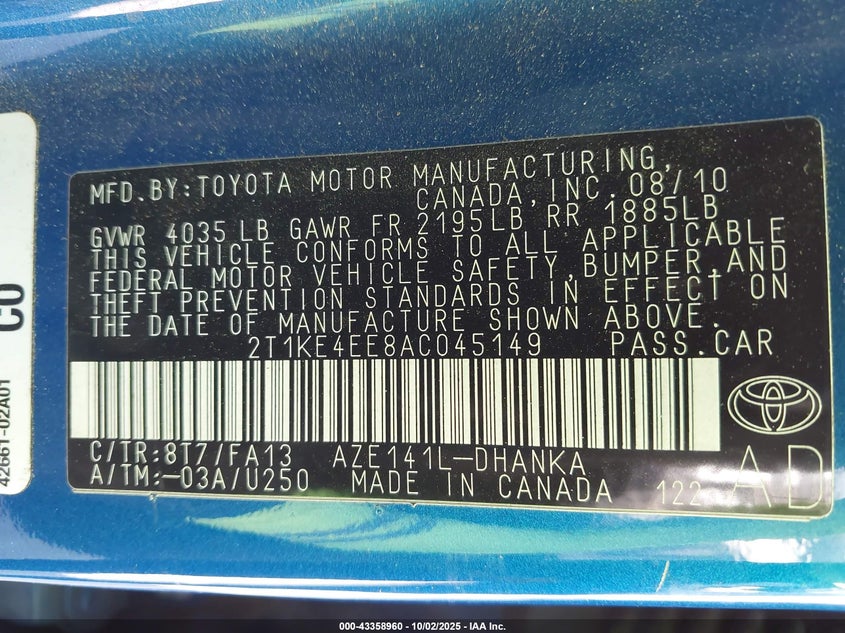 MFD.BY:TOYOTA MOTOR MANUFACTURING,
CANADA,INC. 08/10
GVWR 4035 LB GAWR FR 2195LB RR 1885LB
THIS VEHICLE CONFORMS TO ALL APPLICABLE
FEDERAL MOTOR VEHICLE SAFETY,BUMPER,AND
THEFT PREVENTION STANDARDS IN EFFECT ON
THE DATE OF MANUFACTURE SHOWN ABOVE.
2T1KE4EE8AC045149 PASS.CAR
C/TR:8T7/FA13 AZE141L-DHANKA
A/TM:-03A/U250 MADE IN CANADA 122
AD
42661-02A01
CO
000-43358960 - 10/02/2025 - IAA Inc.